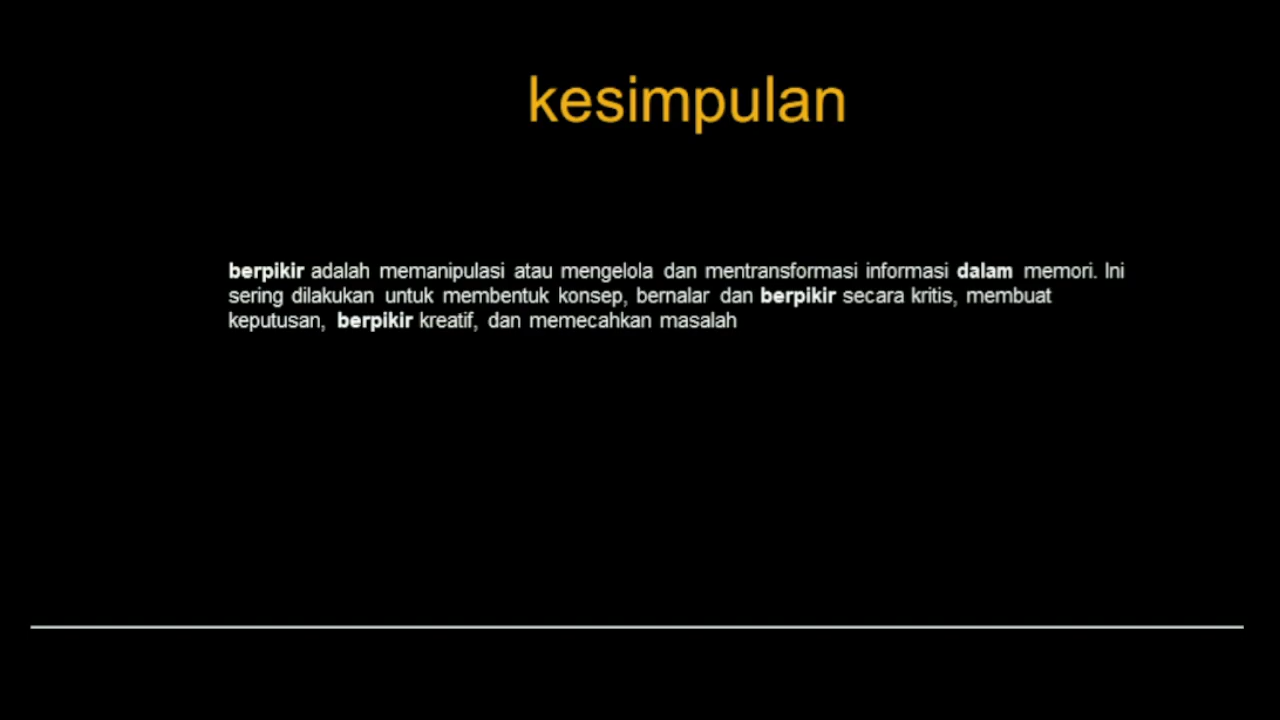 kesimpulan
berpikir adalah memanipulasi atau mengelola dan mentransformasi informasi dalam memori. Ini
sering dilakukan untuk membentuk konsep, bernalar dan berpikir secara kritis, membuat
keputusan, berpikir kreatif, dan memecahkan masalah